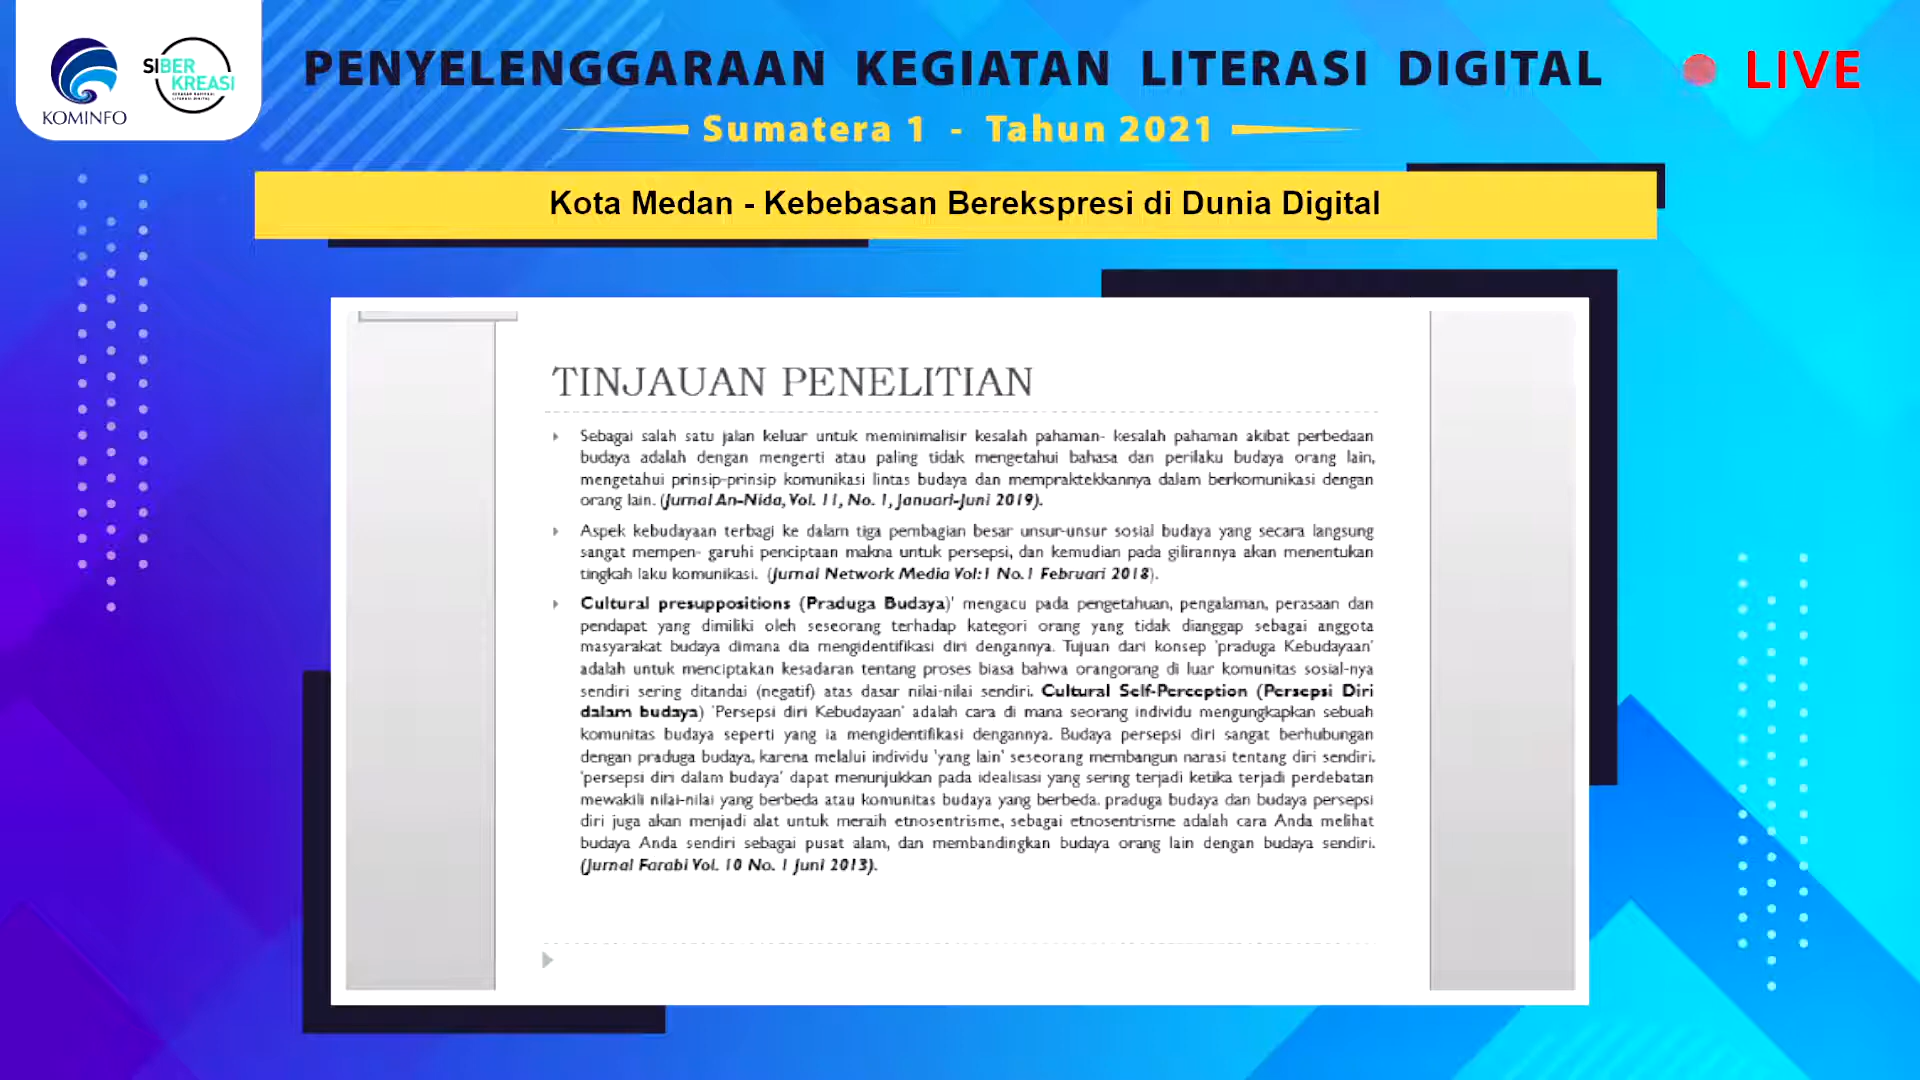 KOMINFO
SIBER
KREASI
PENYELENGGARAAN KEGIATAN LITERASI DIGITAL
LIVE
Sumatera 1 - Tahun 2021
Kota Medan - Kebebasan Berekspresi di Dunia Digital
TINJAUAN PENELITIAN
Sebagai salah satu jalan keluar untuk meminimalisir kesalah pahaman- kesalah pahaman akibat perbedaan
budaya adalah dengan mengerti atau paling tidak mengetahui bahasa dan perilaku budaya orang lain,
mengetahui prinsip-prinsip komunikasi lintas budaya dan mempraktekkannya dalam berkomunikasi dengan
orang lain. (Jurnal An-Nida, Vol. 11, No. 1, Januari-Juni 2019).
Aspek kebudayaan terbagi ke dalam tiga pembagian besar unsur-unsur sosial budaya yang secara langsung
sangat mempen- garuhi penciptaan makna untuk persepsi, dan kemudian pada gilirannya akan menentukan
tingkah laku komunikasi. (Jurnal Network Media Vol:1 No.1 Februari 2018).
Cultural presuppositions (Praduga Budaya)' mengacu pada pengetahuan, pengalaman, perasaan dan
pendapat yang dimiliki oleh seseorang terhadap kategori orang yang tidak dianggap sebagai anggota
masyarakat budaya dimana dia mengidentifikasi diri dengannya. Tujuan dari konsep 'praduga Kebudayaan'
adalah untuk menciptakan kesadaran tentang proses biasa bahwa orangorang di luar komunitas sosial-nya
sendiri sering ditandai (negatif) atas dasar nilai-nilai sendiri. Cultural Self-Perception (Persepsi Diri
dalam budaya) 'Persepsi diri Kebudayaan' adalah cara di mana seorang individu mengungkapkan sebuah
komunitas budaya seperti yang ia mengidentifikasi dengannya. Budaya persepsi diri sangat berhubungan
dengan praduga budaya, karena melalui individu 'yang lain' seseorang membangun narasi tentang diri sendiri.
'persepsi diri dalam budaya' dapat menunjukkan pada idealisasi yang sering terjadi ketika terjadi perdebatan
mewakili nilai-nilai yang berbeda atau komunitas budaya yang berbeda. praduga budaya dan budaya persepsi
diri juga akan menjadi alat untuk meraih etnosentrisme, sebagai etnosentrisme adalah cara Anda melihat
budaya Anda sendiri sebagai pusat alam, dan membandingkan budaya orang lain dengan budaya sendiri.
(Jurnal Farabi Vol. 10 No. 1 Juni 2013).